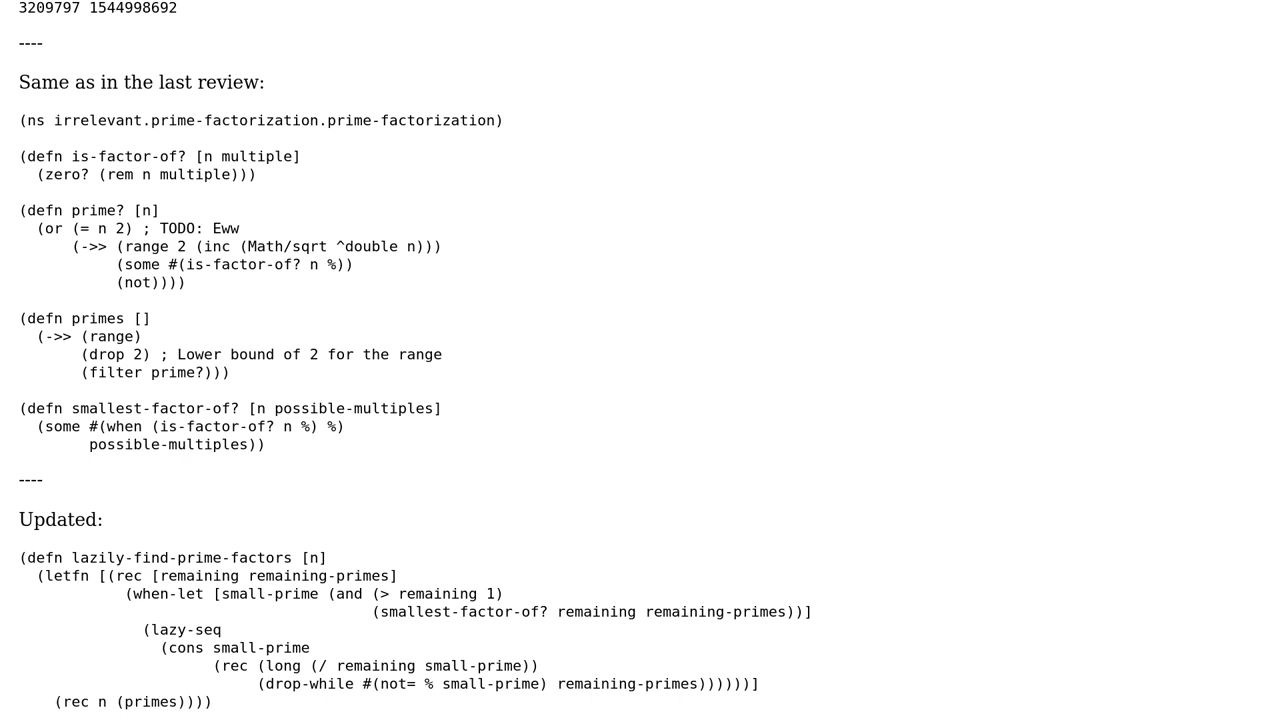 3209797 1544998692
----
Same as in the last review:
(ns irrelevant.prime-factorization.prime-factorization)
(defn is-factor-of? [n multiple]
  (zero? (rem n multiple)))
(defn prime? [n]
  (or (= n 2) ; TODO: Eww
      (->> (range 2 (inc (Math/sqrt ^double n)))
           (some #(is-factor-of? n %))
           (not))))
(defn primes []
  (->> (range)
       (drop 2) ; Lower bound of 2 for the range
       (filter prime?)))
(defn smallest-factor-of? [n possible-multiples]
  (some #(when (is-factor-of? n %) %)
        possible-multiples))
----
Updated:
(defn lazily-find-prime-factors [n]
  (letfn [(rec [remaining remaining-primes]
            (when-let [small-prime (and (> remaining 1)
                                        (smallest-factor-of? remaining remaining-primes))]
              (lazy-seq
                (cons small-prime
                      (rec (long (/ remaining small-prime))
                           (drop-while #(not= % small-prime) remaining-primes))))))]
    (rec n (primes))))